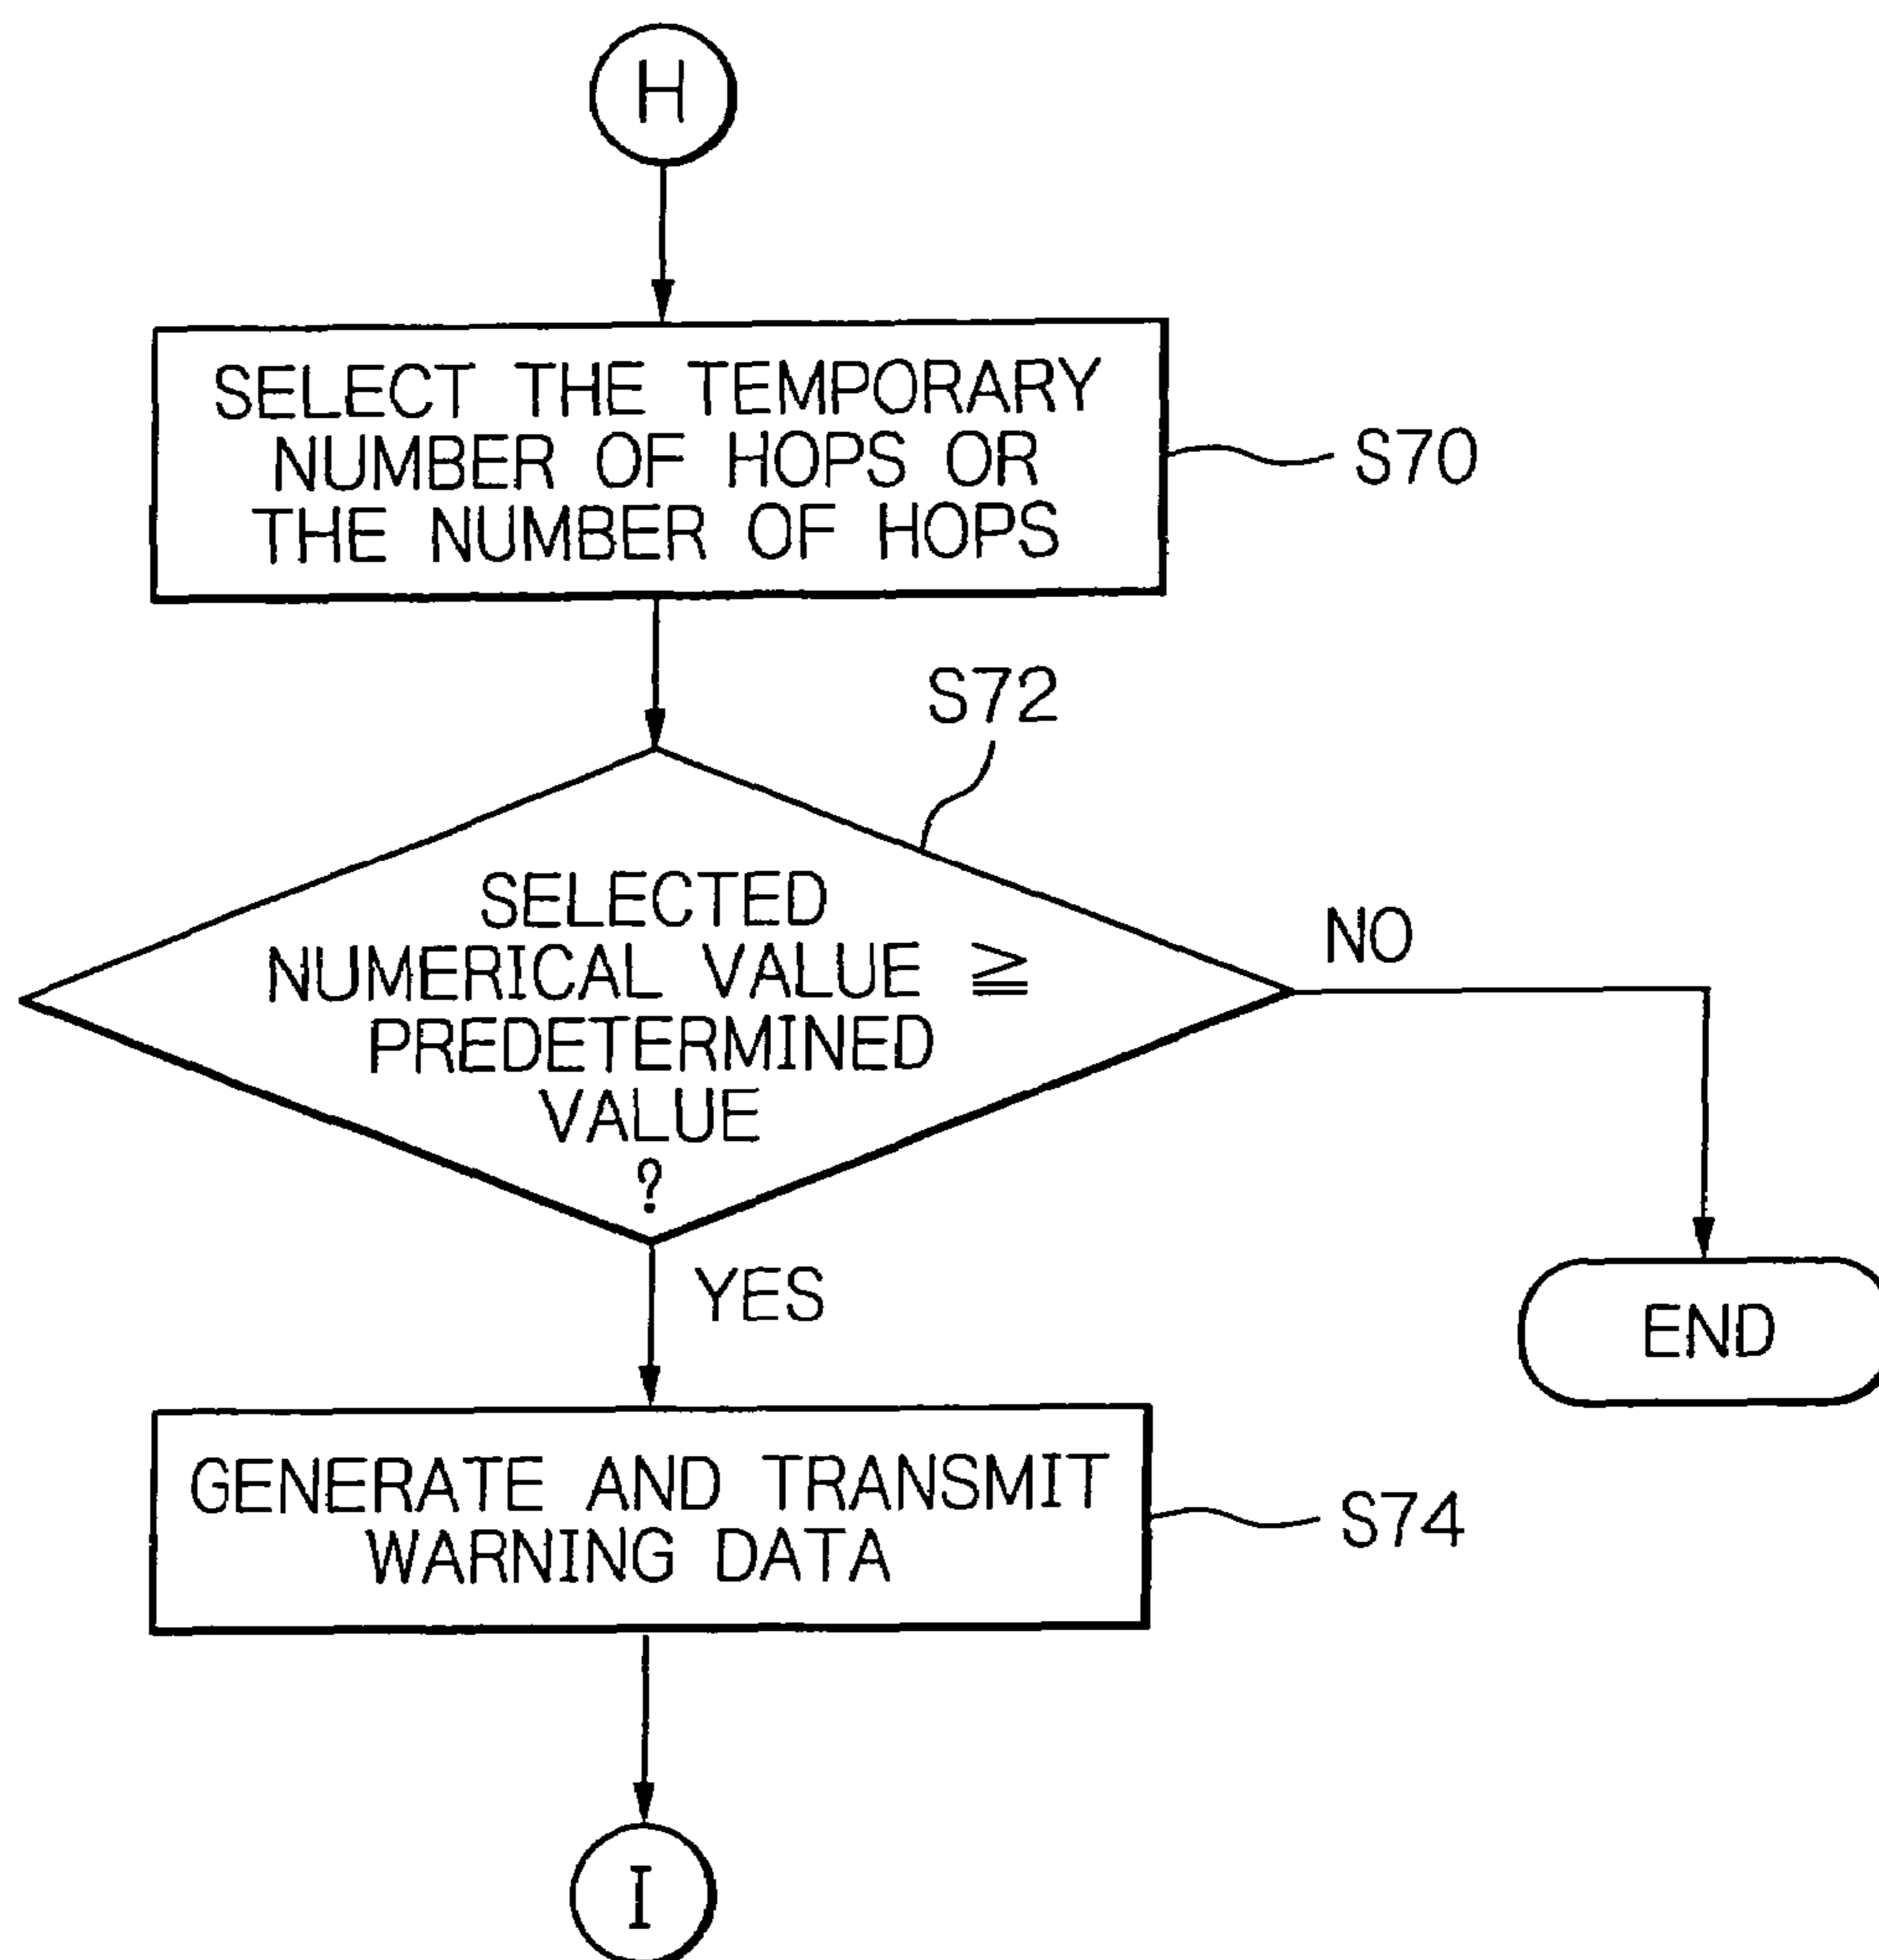 H
SELECT THE TEMPORARY
NUMBER OF HOPS OR
THE NUMBER OF HOPS
S70
S72
SELECTED
NUMERICAL VALUE ≧
PREDETERMINED
VALUE
?
NO
YES
END
GENERATE AND TRANSMIT
WARNING DATA
S74
I